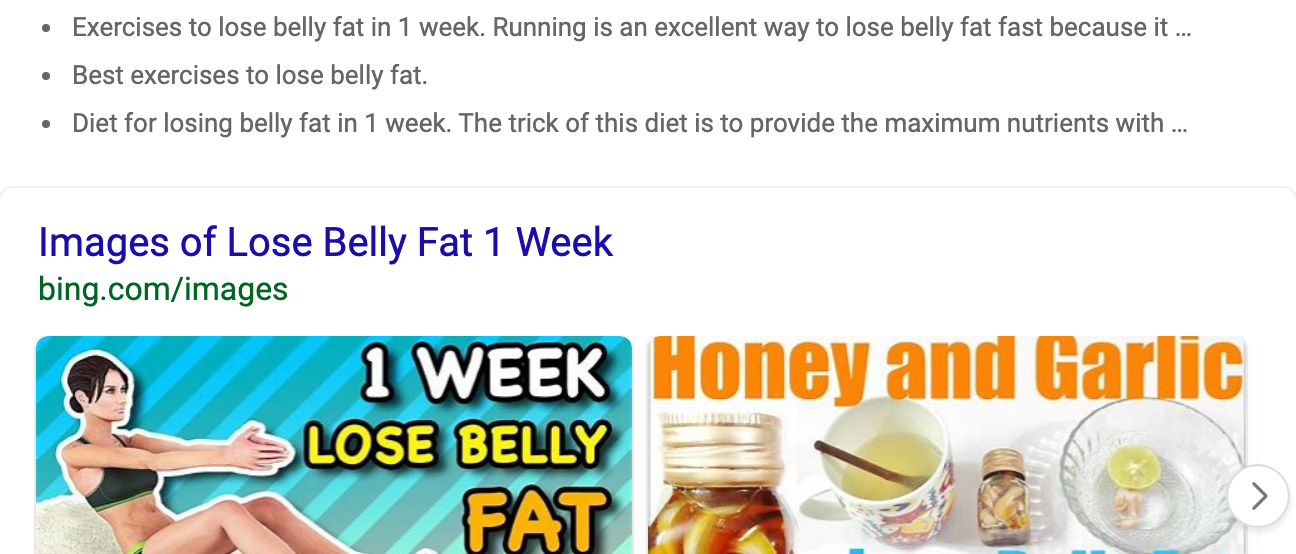 Exercises to lose belly fat in 1 week. Running is an excellent way to lose belly fat fast because it ...
Best exercises to lose belly fat.
Diet for losing belly fat in 1 week. The trick of this diet is to provide the maximum nutrients with ...
Images of Lose Belly Fat 1 Week
bing.com/images
1 WEEK
LOSE BELLY
FAT
Honey and Garlic